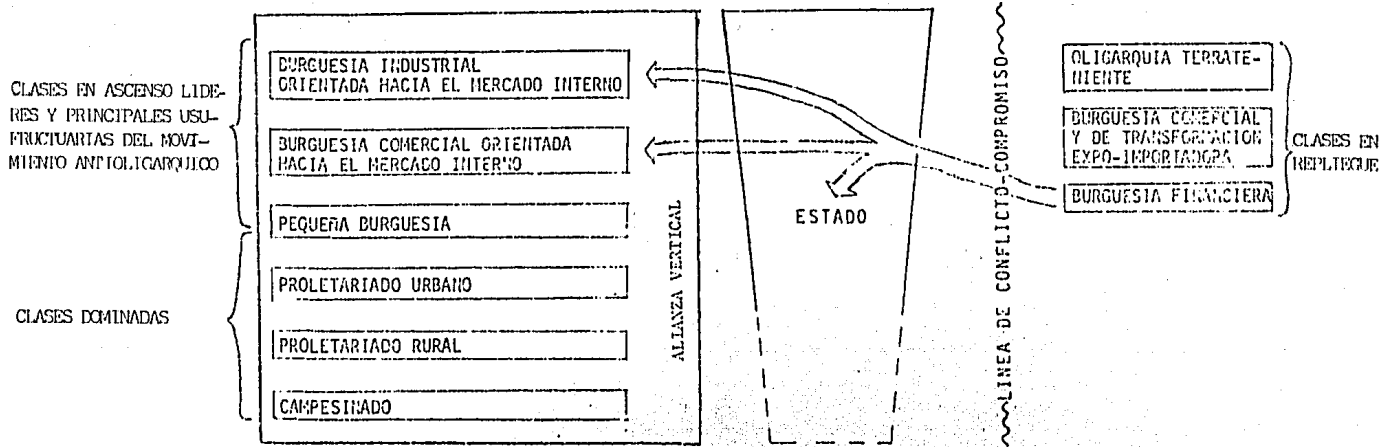 CLASES EN ASCENSO LIDE-
RES Y PRINCIPALES USU-
FRUCTUARIAS DEL MOVI-
MIENTO ANTIOLIGARQUICO
CLASES DOMINADAS
BURGUESIA INDUSTRIAL
ORIENTADA HACIA EL MERCADO INTERNO
BURGUESIA COMERCIAL ORIENTADA
HACIA EL MERCADO INTERNO
PEQUEÑA BURGUESIA
PROLETARIADO URBANO
PROLETARIADO RURAL
CAMPESINADO
ALIANZA VERTICAL
ESTADO
LINEA DE CONFLICTO-COMPROMISO
OLIGARQUIA TERRATE-
NIENTE
BURGUESIA COMERCIAL
Y DE TRANSFORMACION
EXPO-IMPORTADORA
BURGUESIA FINANCIERA
CLASES EN
REPLIEGUE